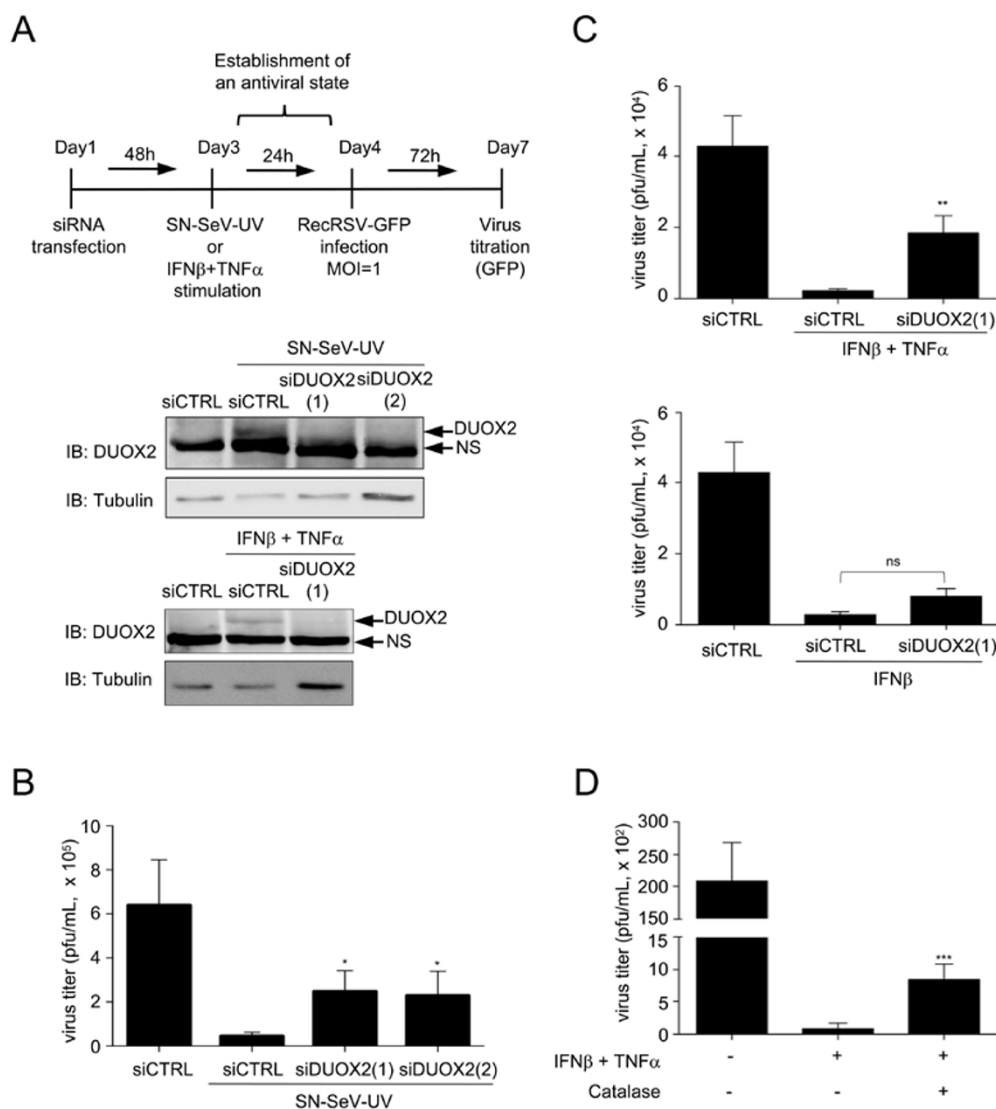 A
Establishment of
an antiviral state
Day1 48h Day3 24h Day4 72h Day7
siRNA transfection
SN-SeV-UV or IFNβ+TNFα stimulation
RecRSV-GFP infection MOI=1
Virus titration (GFP)
SN-SeV-UV
siCTRL siCTRL siDUOX2 (1) siDUOX2 (2)
IB: DUOX2
DUOX2
NS
IB: Tubulin
IFNβ + TNFα
siCTRL siCTRL siDUOX2 (1)
IB: DUOX2
DUOX2
NS
IB: Tubulin
B
virus titer (pfu/mL, x 10⁵)
10
8
6
4
2
0
* *
siCTRL siCTRL siDUOX2(1) siDUOX2(2)
SN-SeV-UV
C
virus titer (pfu/mL, x 10⁴)
6
4
2
0
**
siCTRL siCTRL siDUOX2(1)
IFNβ + TNFα
virus titer (pfu/mL, x 10⁴)
6
4
2
0
ns
siCTRL siCTRL siDUOX2(1)
IFNβ
D
virus titer (pfu/mL, x 10²)
300
250
200
150
15
10
5
0
***
IFNβ + TNFα - + +
Catalase - - +